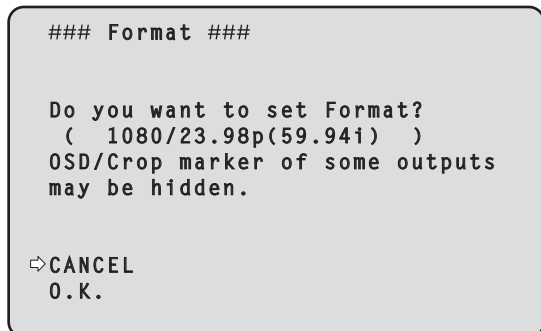 ### Format ###
Do you want to set Format?
( 1080/23.98p(59.94i) )
OSD/Crop marker of some outputs
may be hidden.
⇨CANCEL
O.K.